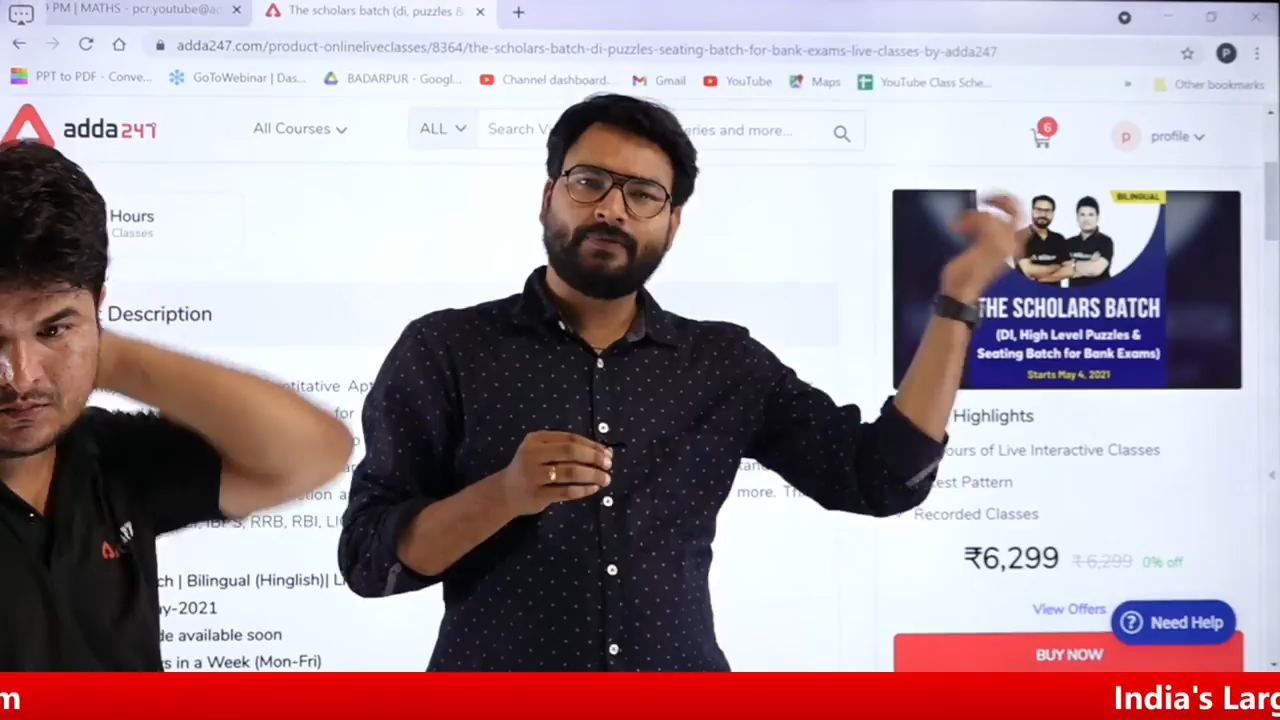 PM | MATHS - pcr.youtube@a
The scholars batch (di, puzzles &
adda247.com/product-onlineliveclasses/8364/the-scholars-batch-di-puzzles-seating-batch-for-bank-exams-live-classes-by-adda247
P
PPT to PDF - Conve...
GoToWebinar | Das...
BADARPUR - Googl...
Channel dashboard...
Gmail
YouTube
Maps
YouTube Class Sche...
»
Other bookmarks
adda247
All Courses
ALL
Search
eries and more...
6
p
profile
Hours
Classes
BILINGUAL
THE SCHOLARS BATCH
(DI, High Level Puzzles &
Seating Batch for Bank Exams)
Starts May 4, 2021
Description
ntitative Apt
for
more. Th
ction a
IBPS, RRB, RBI, LI
ch | Bilingual (Hinglish)| L
ay-2021
de available soon
ys in a Week (Mon-Fri)
Highlights
ours of Live Interactive Classes
est Pattern
Recorded Classes
₹6,299 ₹ 6,299 0% off
View Offers
Need Help
BUY NOW
m
India's Larg